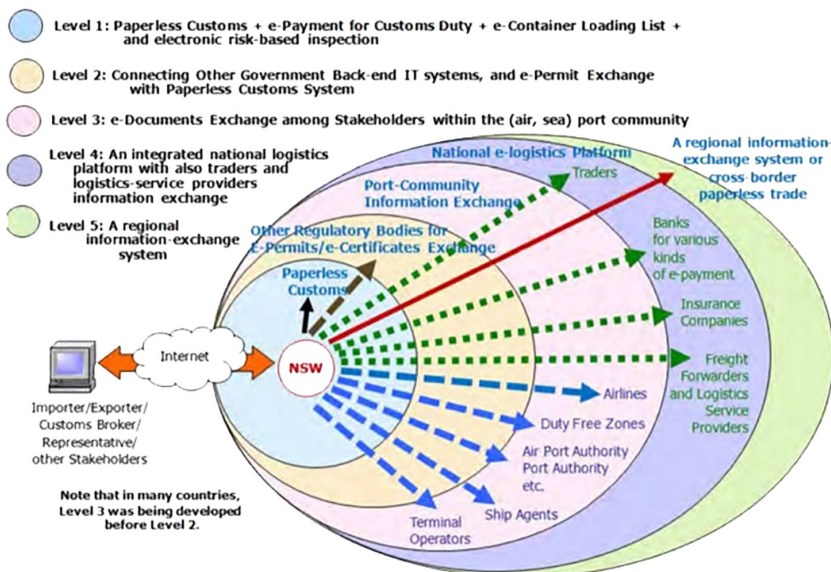 Level 1: Paperless Customs + e-Payment for Customs Duty + e-Container Loading List +
and electronic risk-based inspection
Level 2: Connecting Other Government Back-end IT systems, and e-Permit Exchange
with Paperless Customs System
Level 3: e-Documents Exchange among Stakeholders within the (air, sea) port community
Level 4: An integrated national logistics
platform with also traders and
logistics-service providers
information exchange
Level 5: A regional
information-exchange
system
National e-logistics Platform
A regional information-
exchange system or
cross-border
paperless trade
Traders
Port-Community
Information Exchange
Other Regulatory Bodies for
E-Permits/e-Certificates Exchange
Paperless
Customs
Banks
for various
kinds
of e-payment
Insurance
Companies
Internet
NSW
Freight
Forwarders
and Logistics
Service
Providers
Airlines
Duty Free Zones
Air Port Authority
Port Authority
etc.
Ship Agents
Terminal
Operators
Importer/Exporter/
Customs Broker/
Representative/
other Stakeholders
Note that in many countries,
Level 3 was being developed
before Level 2.